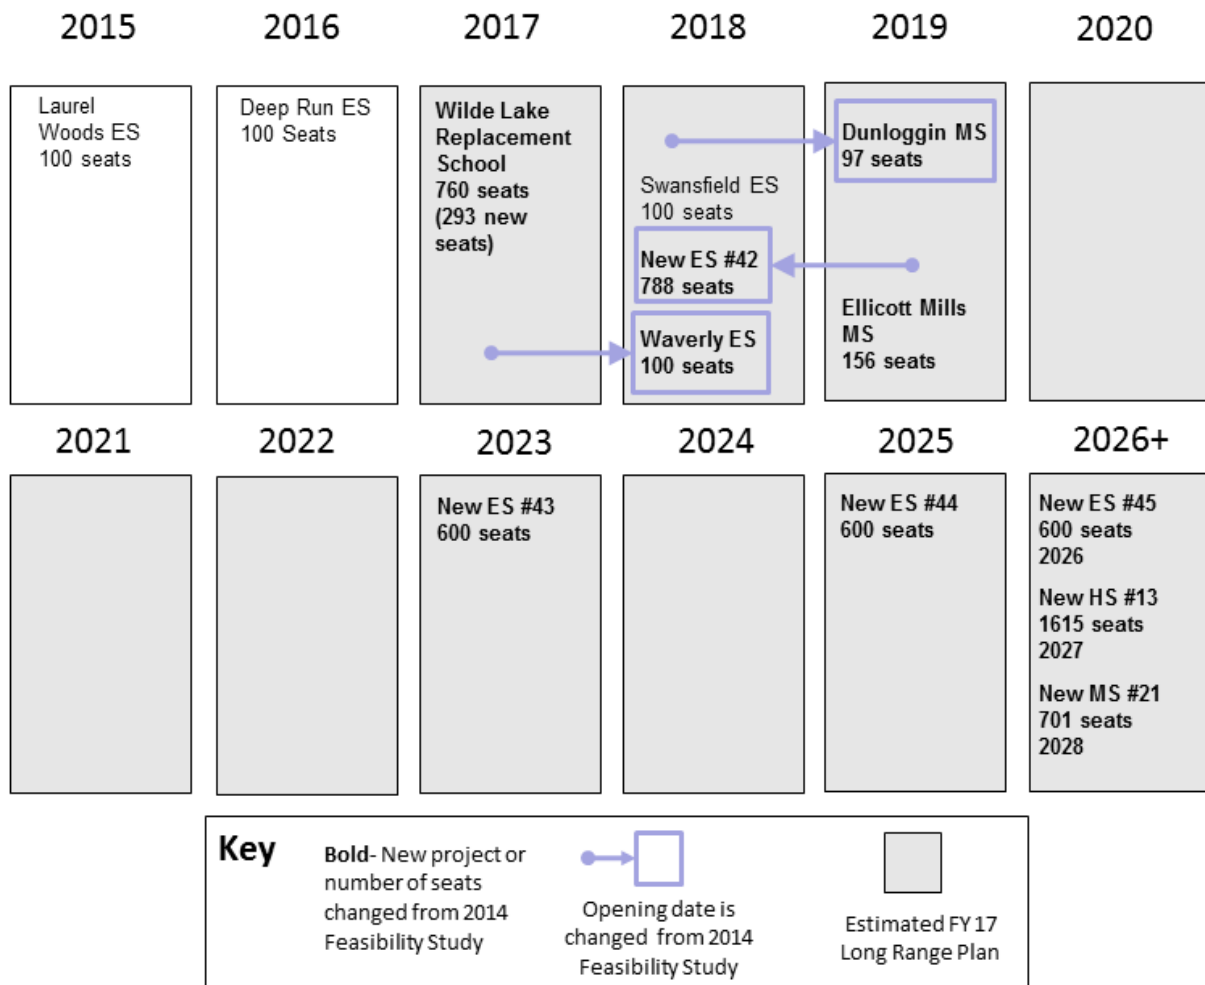 2015
2016
2017
2018
2019
2020
Laurel
Woods ES
100 seats
Deep Run ES
100 Seats
Wilde Lake
Replacement
School
760 seats
(293 new
seats)
Swansfield ES
100 seats
New ES #42
788 seats
Waverly ES
100 seats
Dunloggin MS
97 seats
Ellicott Mills
MS
156 seats
2021
2022
2023
2024
2025
2026+
New ES #43
600 seats
New ES #44
600 seats
New ES #45
600 seats
2026
New HS #13
1615 seats
2027
New MS #21
701 seats
2028
Key
Bold- New project or
number of seats
changed from 2014
Feasibility Study
Opening date is
changed from 2014
Feasibility Study
Estimated FY 17
Long Range Plan